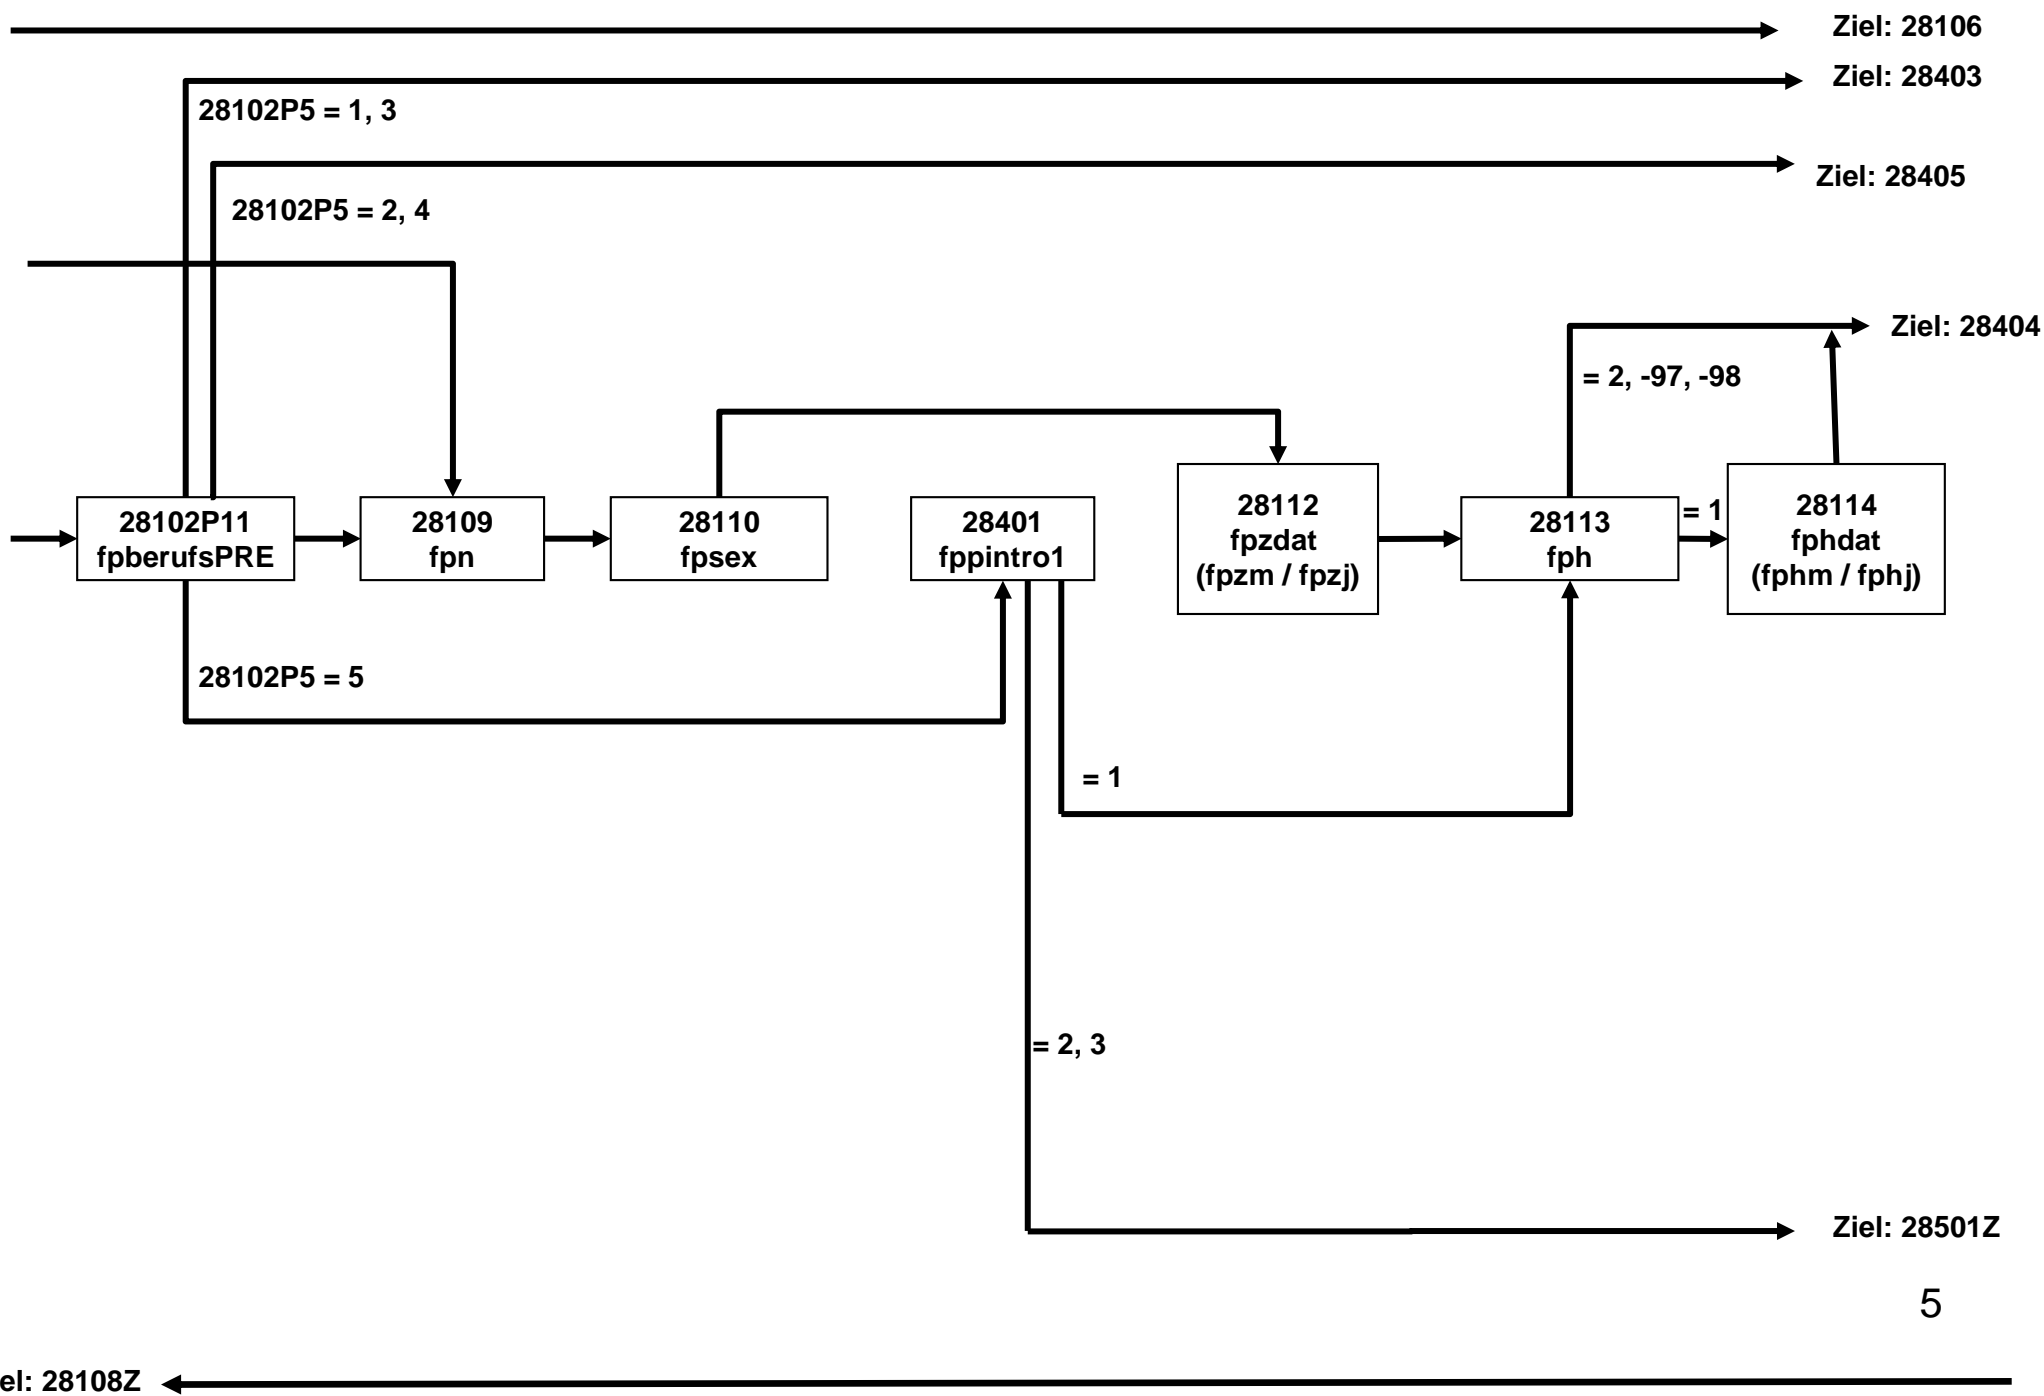 Ziel: 28106
Ziel: 28403
28102P5 = 1, 3
Ziel: 28405
28102P5 = 2, 4
Ziel: 28404
= 2, -97, -98
28102P11
fpberufsPRE
28109
fpn
28110
fpsex
28401
fppintro1
28112
fpzdat
(fpzm / fpzj)
28113
fph
= 1
28114
fphdat
(fphm / fphj)
28102P5 = 5
= 1
= 2, 3
Ziel: 28501Z
5
el: 28108Z